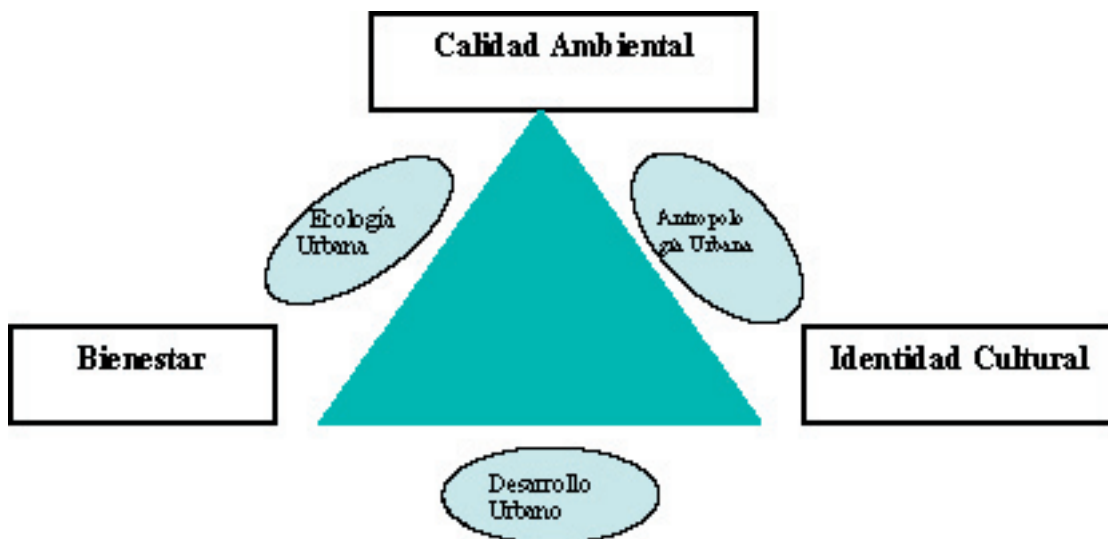 Calidad Ambiental
Ecología
Urbana
Antropolo
gía Urbana
Bienestar
Identidad Cultural
Desarrollo
Urbano